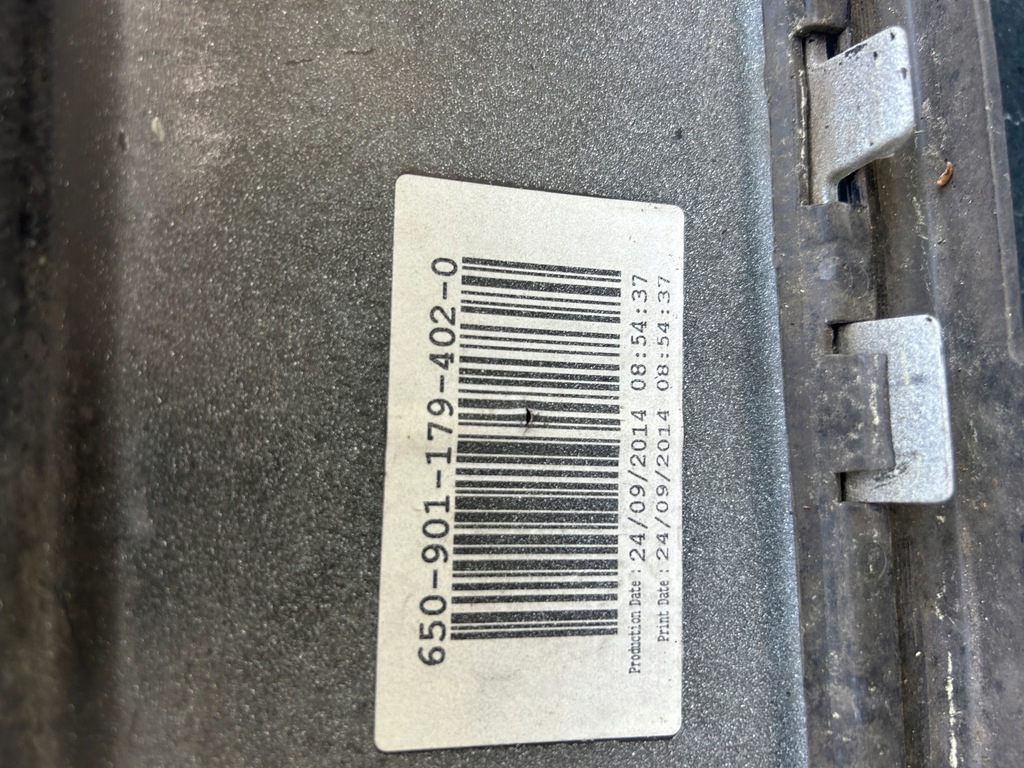 650-901-179-402-0
Production Date : 24/09/2014 08:54:37
Print Date : 24/09/2014 08:54:37